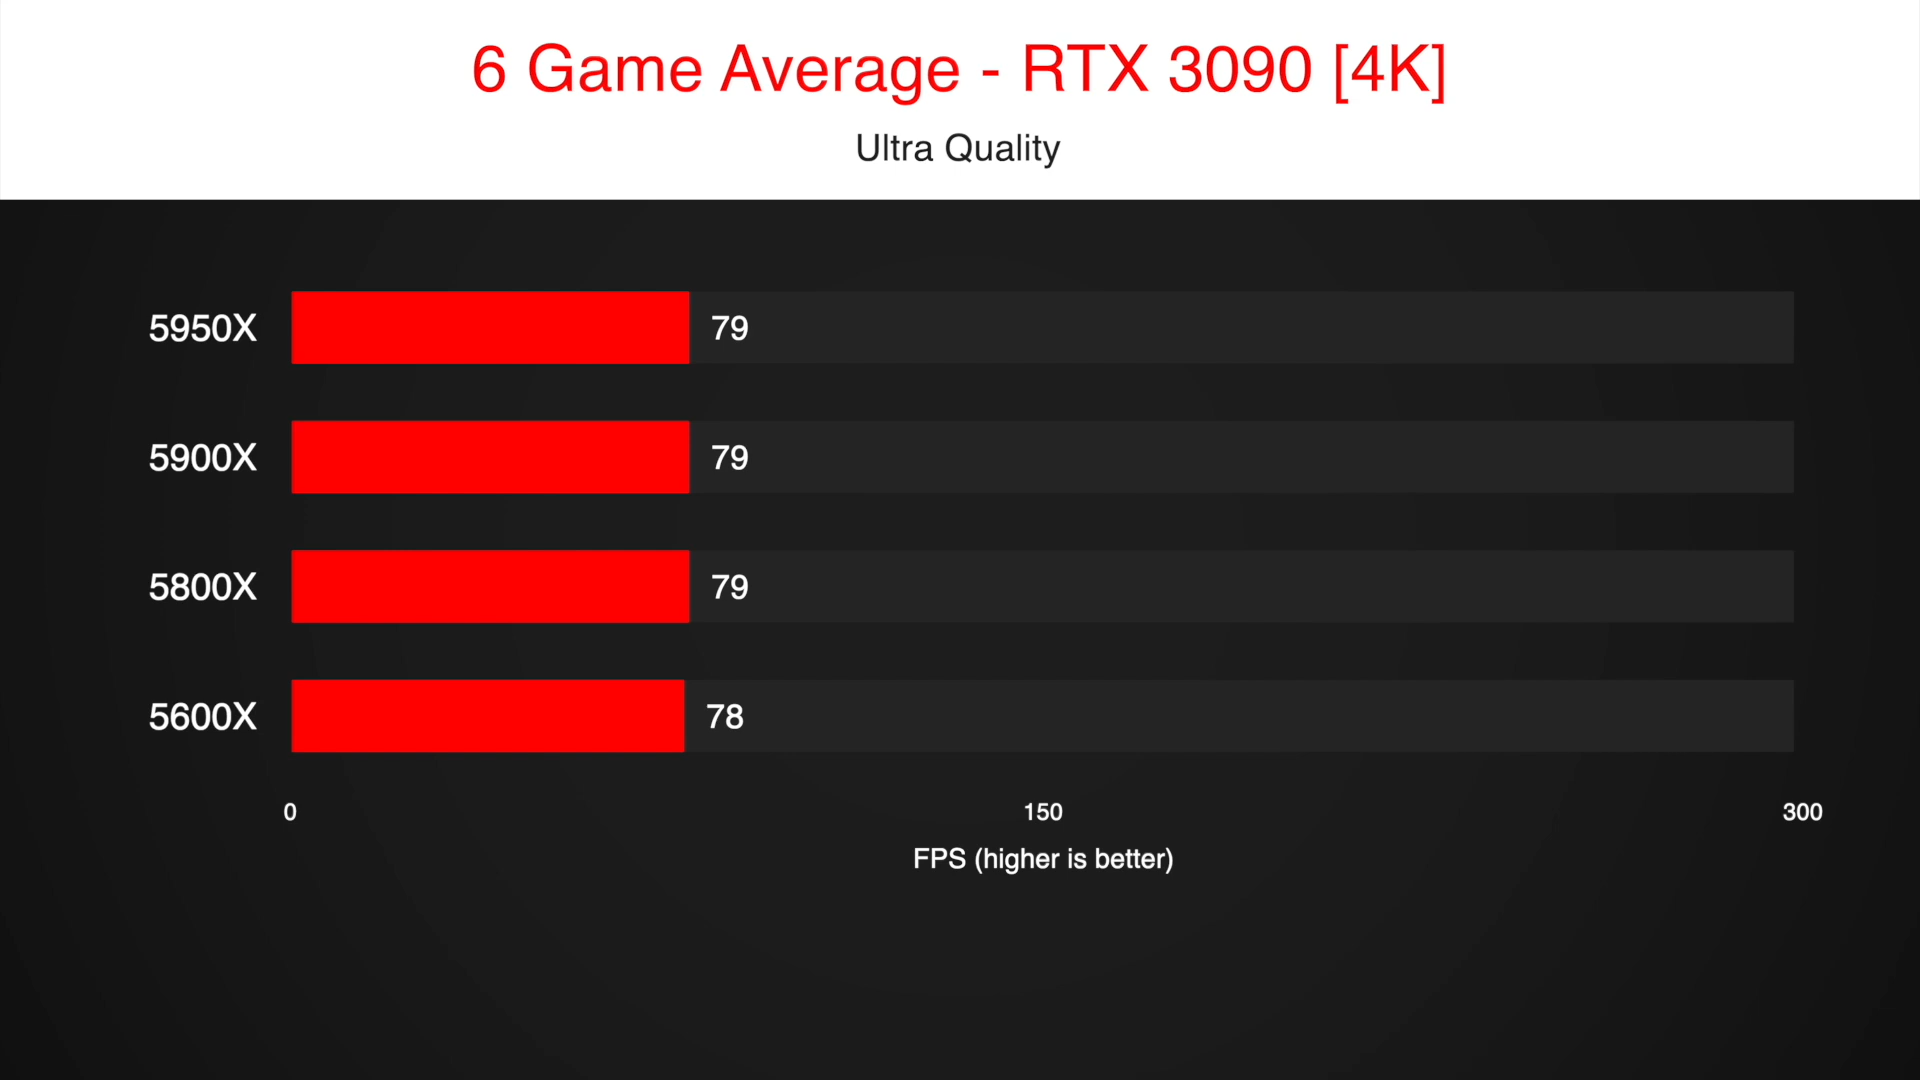 6 Game Average - RTX 3090 [4K]
Ultra Quality
5950X 79
5900X 79
5800X 79
5600X 78
0 150 300
FPS (higher is better)